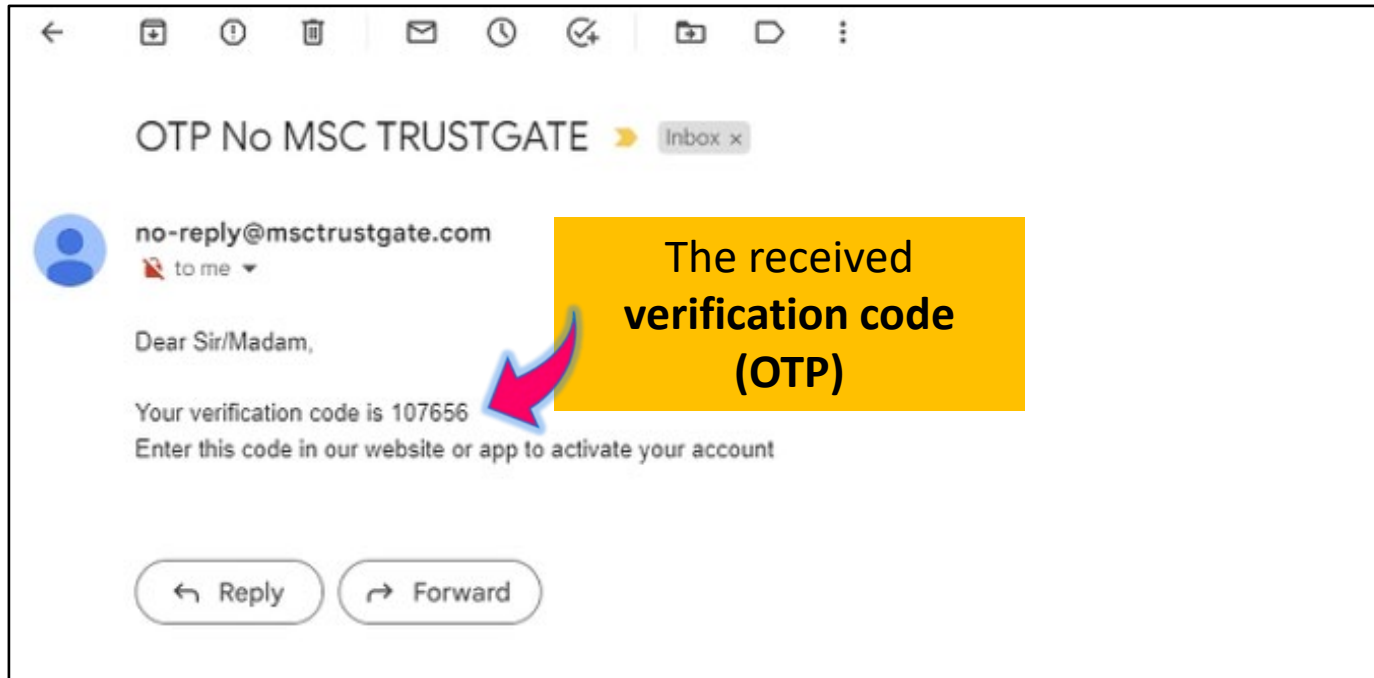 OTP No MSC TRUSTGATE Inbox ×
no-reply@msctrustgate.com
to me
The received
verification code
(OTP)
Dear Sir/Madam,
Your verification code is 107656
Enter this code in our website or app to activate your account
Reply Forward